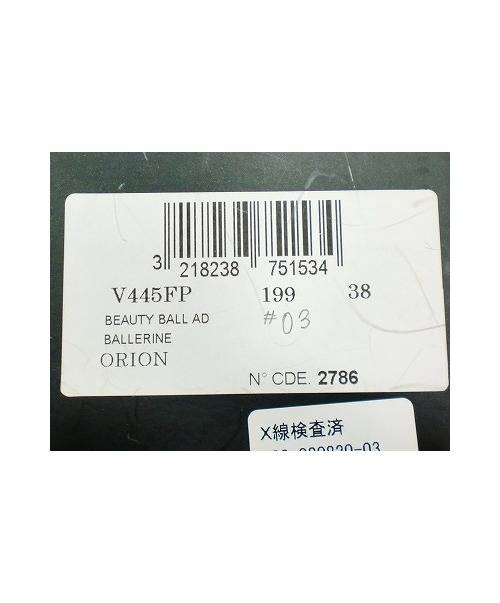 3 218238 751534
V445FP 199 38
BEAUTY BALL AD #03
BALLERINE
ORION
N° CDE. 2786
X線検査済